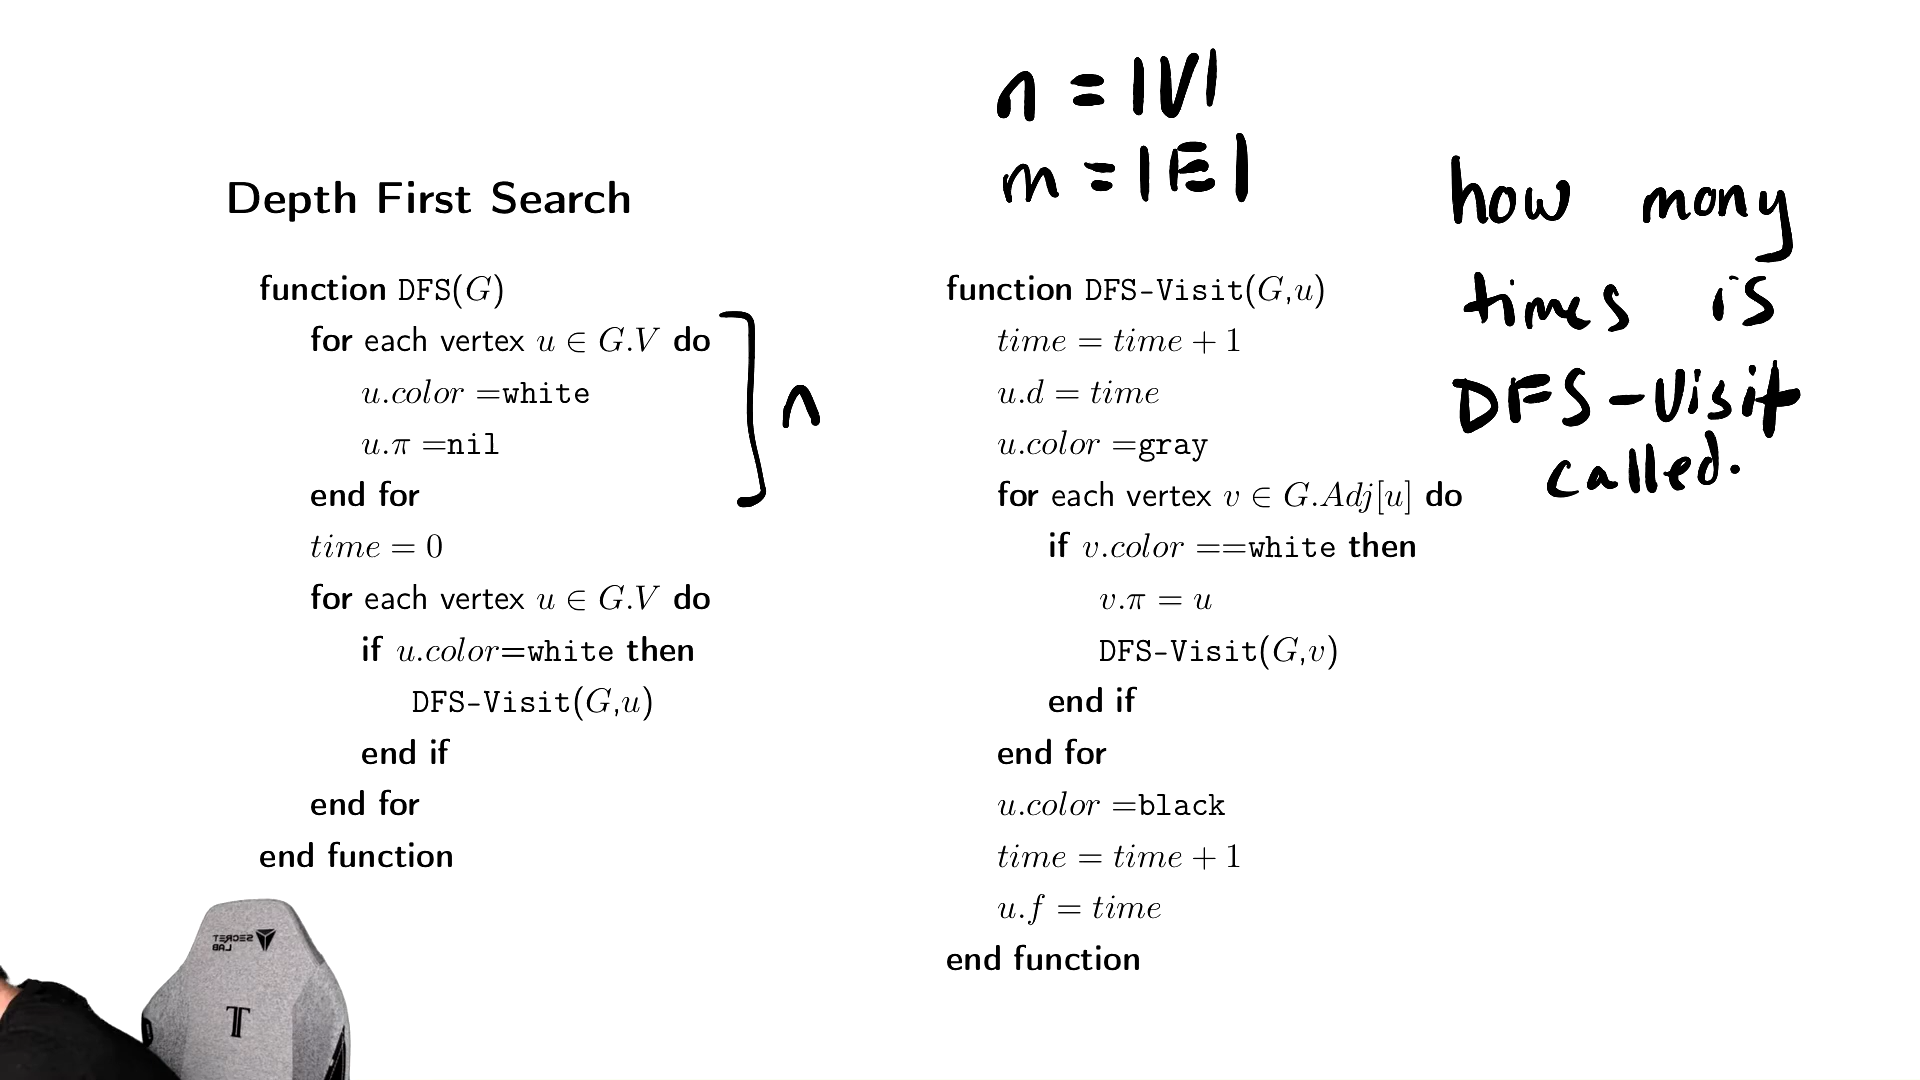 n = |V|
m = |E|
how many
times is
DFS-Visit
called.
Depth First Search
function DFS(G)
for each vertex u ∈ G.V do
u.color =white
u.π =nil
end for
n
time = 0
for each vertex u ∈ G.V do
if u.color=white then
DFS-Visit(G,u)
end if
end for
end function
function DFS-Visit(G,u)
time = time + 1
u.d = time
u.color =gray
for each vertex v ∈ G.Adj[u] do
if v.color ==white then
v.π = u
DFS-Visit(G,v)
end if
end for
u.color =black
time = time + 1
u.f = time
end function
SECRET
LAB
T